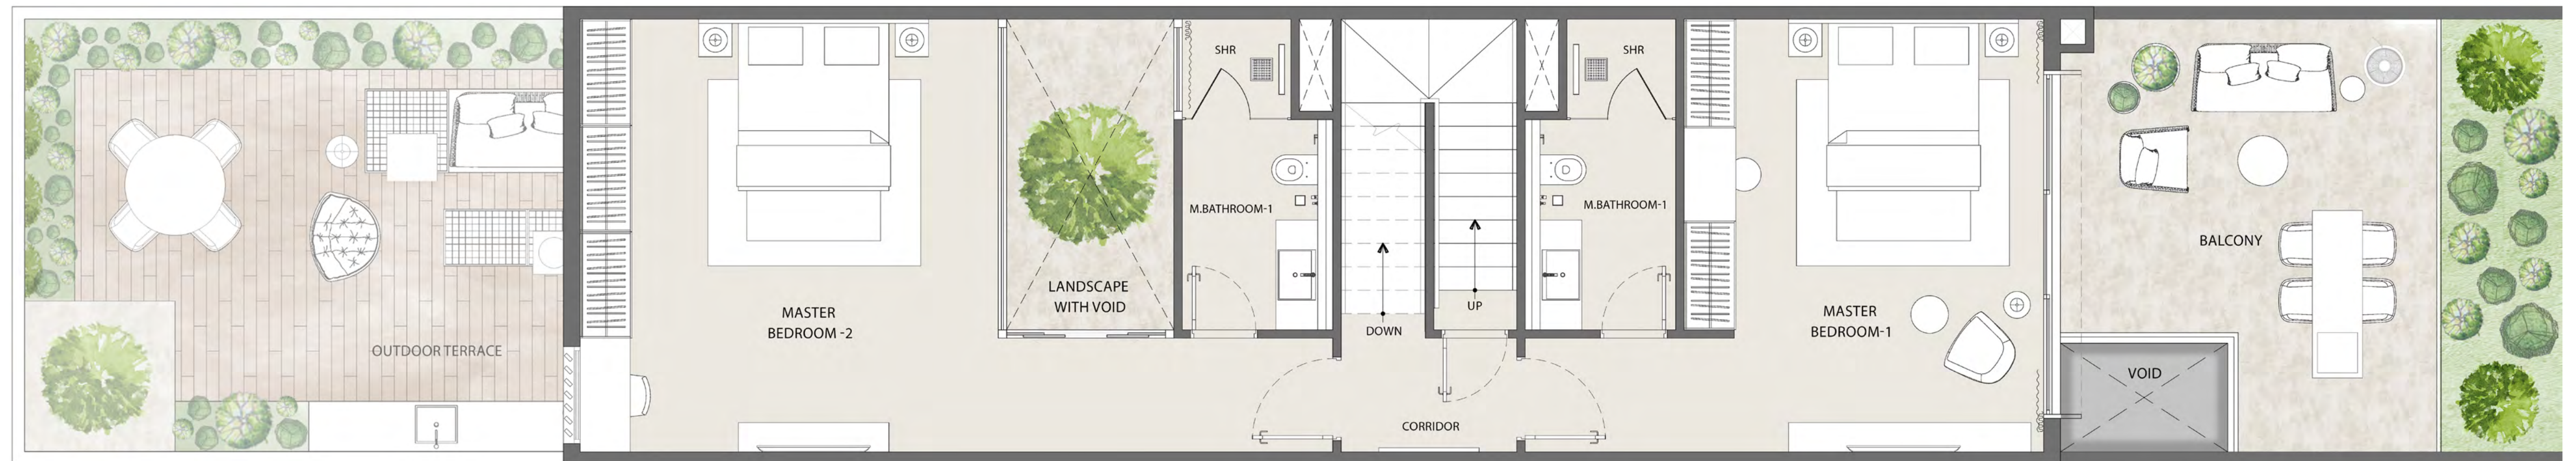 OUTDOOR TERRACE
MASTER
BEDROOM -2
LANDSCAPE
WITH VOID
SHR
M.BATHROOM-1
DOWN
UP
CORRIDOR
SHR
M.BATHROOM-1
MASTER
BEDROOM-1
BALCONY
VOID